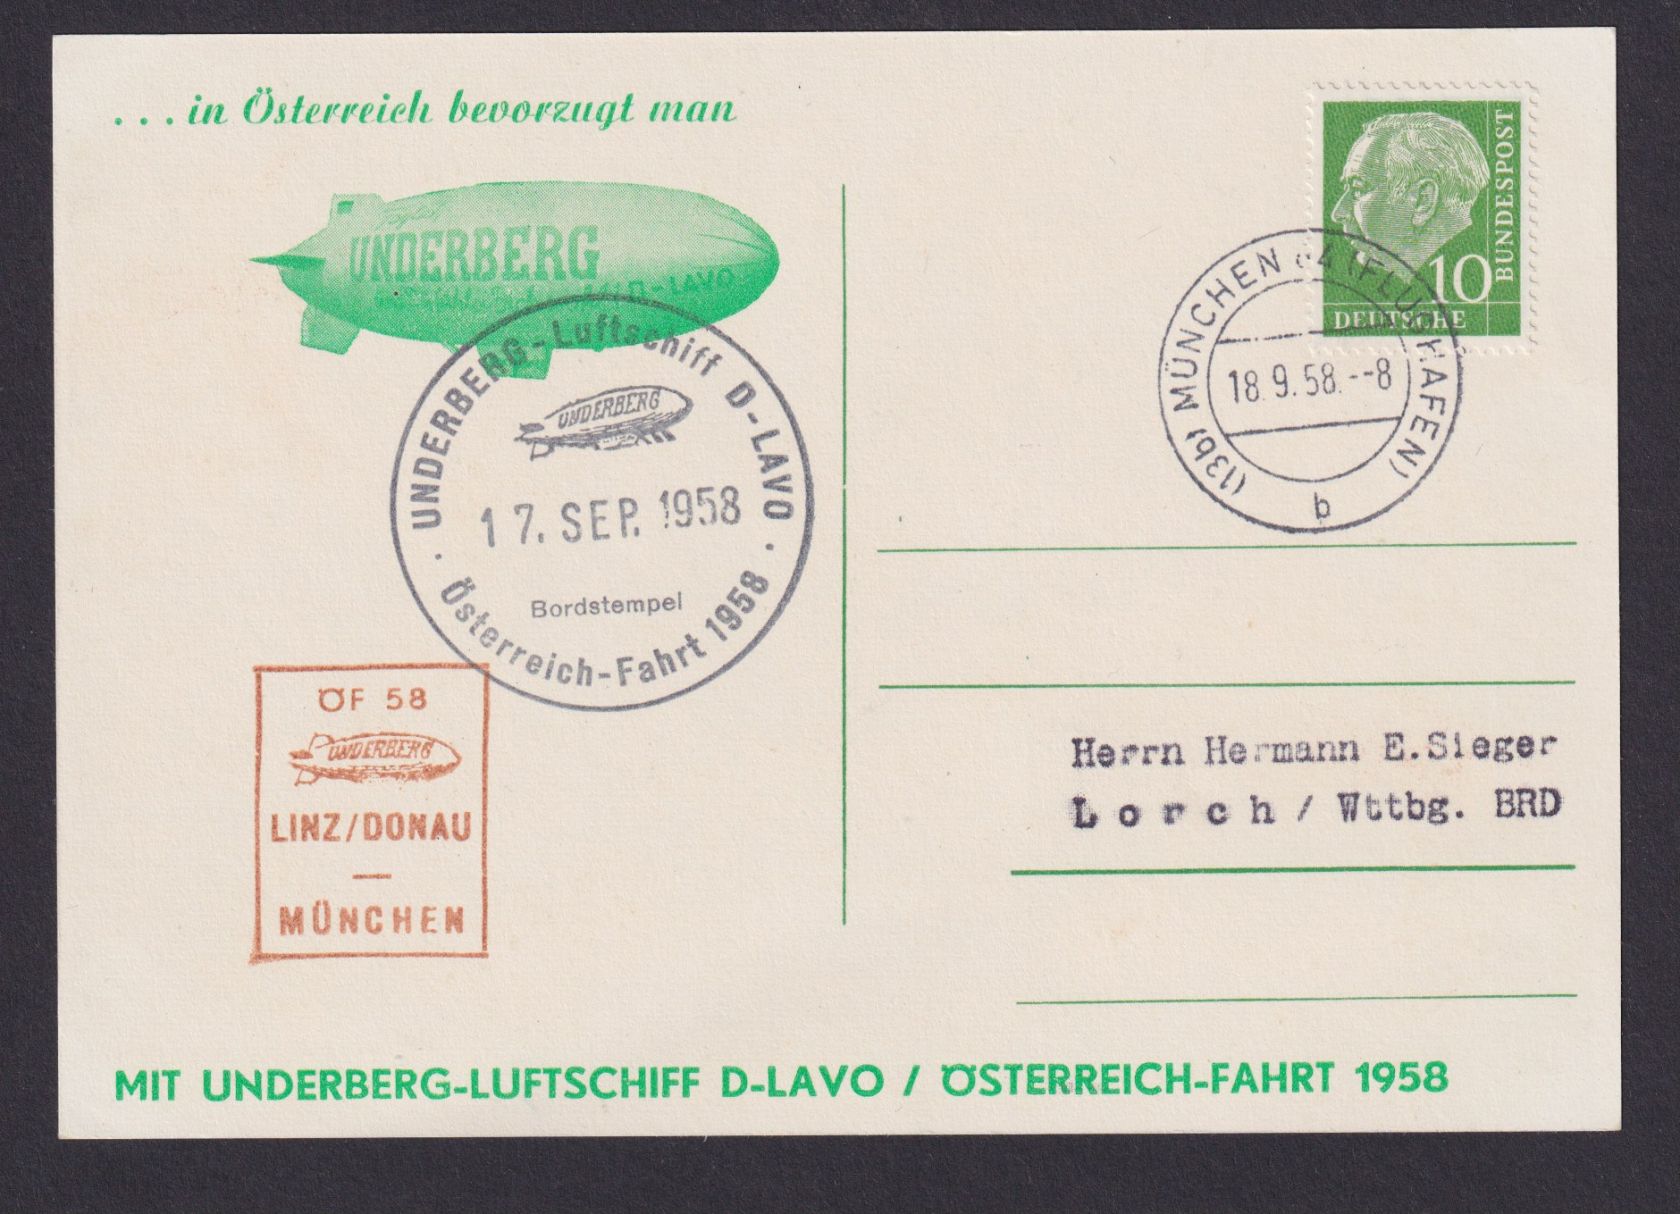 . . . in Österreich bevorzugt man
UNDERBERG
D-LAVO
UNDERBERG-Luftschiff D-LAVO
UNDERBERG
17. SEP. 1958
Bordstempel
· Österreich-Fahrt 1958 ·
BUNDESPOST
10
DEUTSCHE
(13b) MÜNCHEN (FLUGHAFEN)
18.9.58.--8
b
ÖF 58
UNDERBERG
LINZ/DONAU
—
MÜNCHEN
Herrn Hermann E.Sieger
Lorch / Wttbg. BRD
MIT UNDERBERG-LUFTSCHIFF D-LAVO / ÖSTERREICH-FAHRT 1958